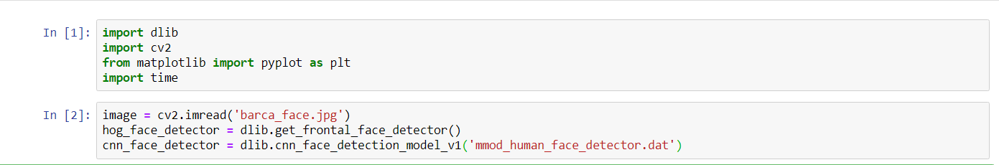 In [1]: import dlib
import cv2
from matplotlib import pyplot as plt
import time
In [2]: image = cv2.imread('barca_face.jpg')
hog_face_detector = dlib.get_frontal_face_detector()
cnn_face_detector = dlib.cnn_face_detection_model_v1('mmod_human_face_detector.dat')